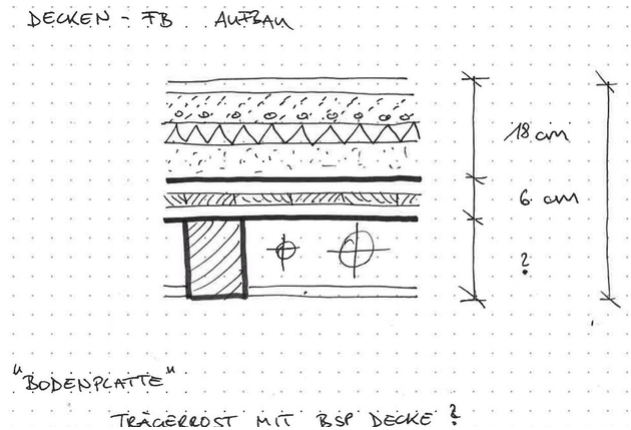 DECKEN - FB AUFBAU
18 cm
6 cm
?
"BODENPLATTE"
TRÄGERROST MIT BSP DECKE ?